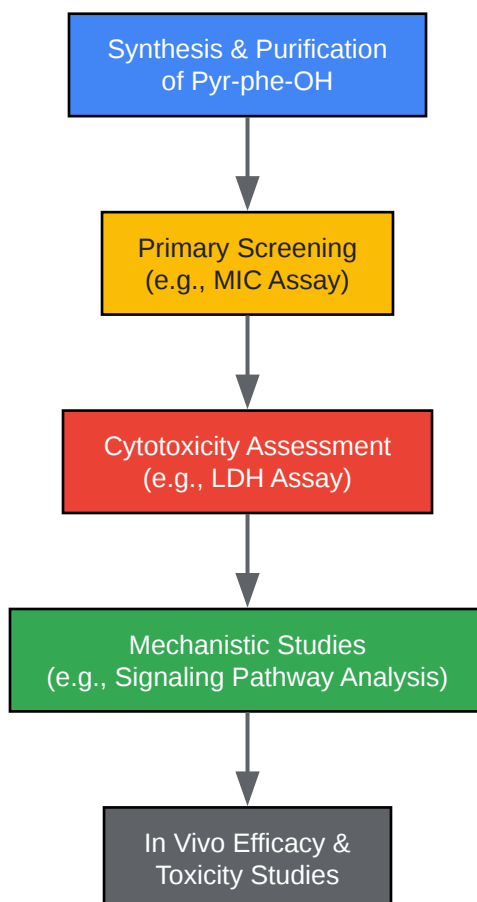 Synthesis & Purification
of Pyr-phe-OH
Primary Screening
(e.g., MIC Assay)
Cytotoxicity Assessment
(e.g., LDH Assay)
Mechanistic Studies
(e.g., Signaling Pathway Analysis)
In Vivo Efficacy &
Toxicity Studies